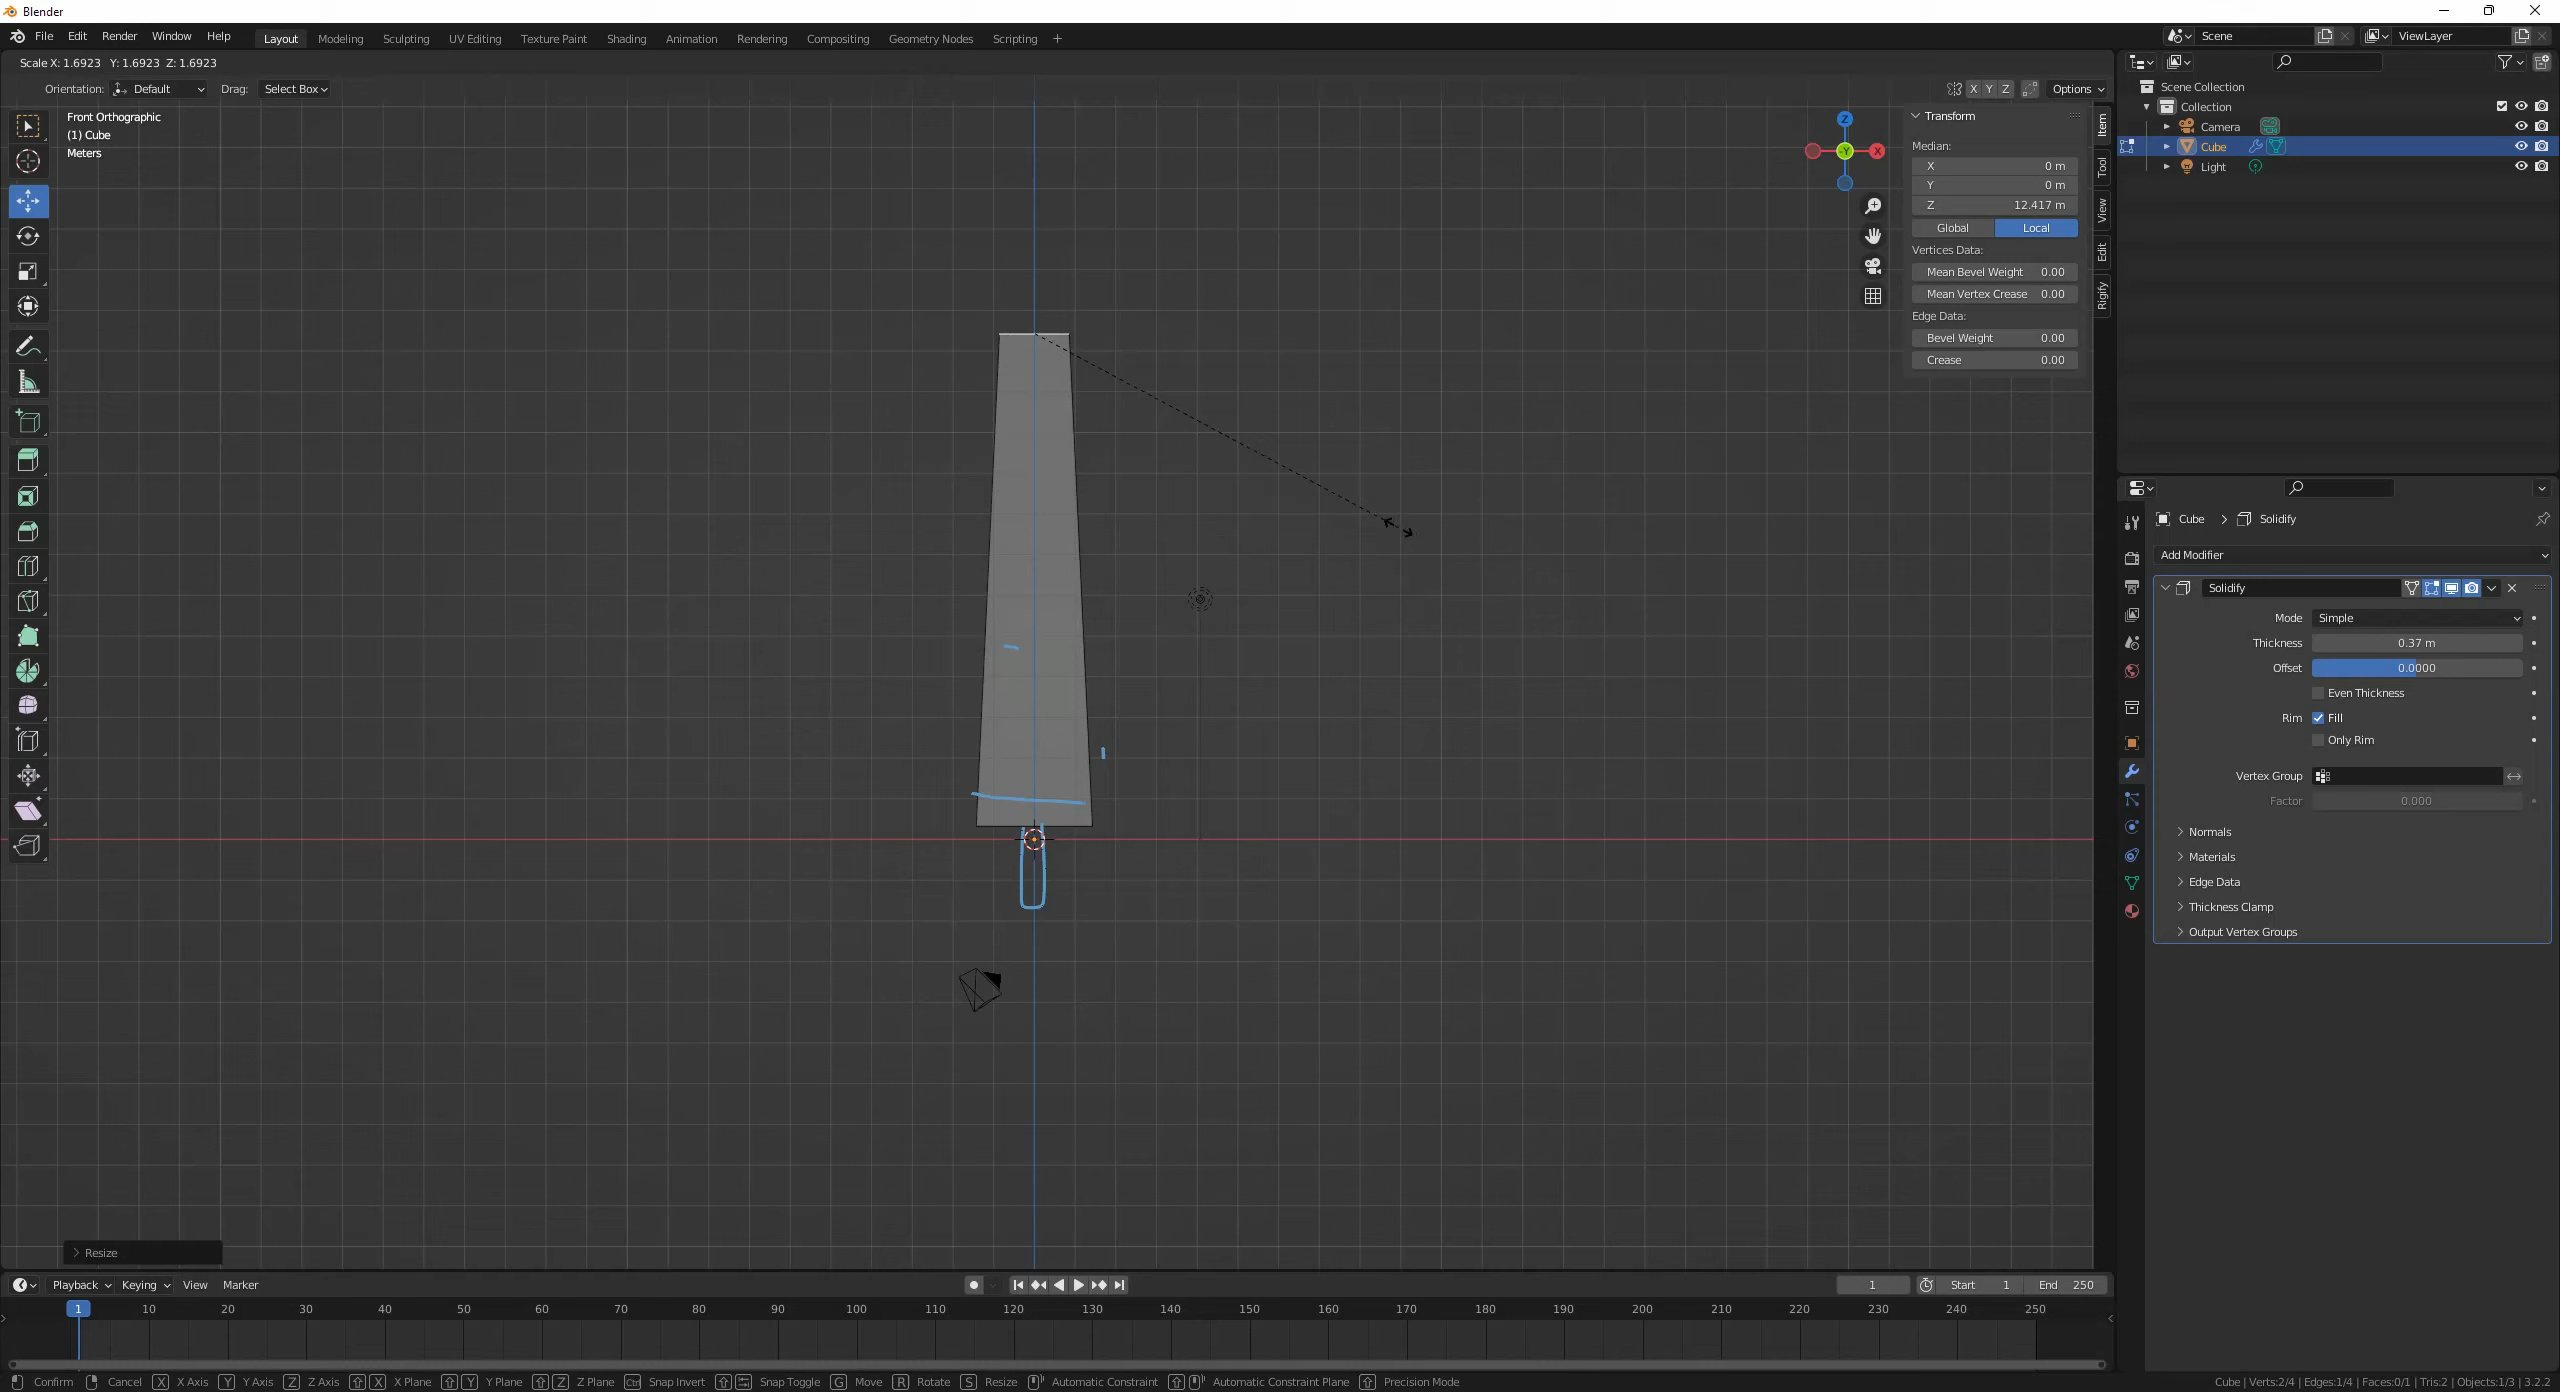 Blender
File Edit Render Window Help Layout Modeling Sculpting UV Editing Texture Paint Shading Animation Rendering Compositing Geometry Nodes Scripting + Scene ViewLayer
Scale X: 1.6923 Y: 1.6923 Z: 1.6923
Orientation: Default Drag: Select Box X Y Z Options
Front Orthographic
(1) Cube
Meters
Z
-Y
X
Transform
Median:
X 0 m
Y 0 m
Z 12.417 m
Global Local
Vertices Data:
Mean Bevel Weight 0.00
Mean Vertex Crease 0.00
Edge Data:
Bevel Weight 0.00
Crease 0.00
Item
Tool
View
Edit
Rigify
Scene Collection
Collection
Camera
Cube
Light
Cube > Solidify
Add Modifier
Solidify
Mode Simple
Thickness 0.37 m
Offset 0.0000
Even Thickness
Rim Fill
Only Rim
Vertex Group
Factor 0.000
Normals
Materials
Edge Data
Thickness Clamp
Output Vertex Groups
Resize
Playback Keying View Marker 1 Start 1 End 250
1 10 20 30 40 50 60 70 80 90 100 110 120 130 140 150 160 170 180 190 200 210 220 230 240 250
Confirm Cancel X X Axis Y Y Axis Z Z Axis X X Plane Y Y Plane Z Z Plane Ctrl Snap Invert Snap Toggle G Move R Rotate S Resize Automatic Constraint Automatic Constraint Plane Precision Mode Cube | Verts:2/4 | Edges:1/4 | Faces:0/1 | Tris:2 | Objects:1/3 | 3.2.2